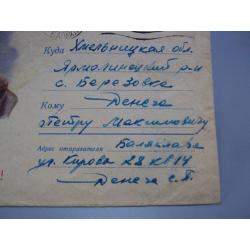 Куда Хмельницкая обл.
Ярмолинецкий р-н
с. Березовка
Кому Денега
Петру Максимовичу
Адрес отправителя Балаклава
ул. Кирова 28 кв 14
Денега С.П.